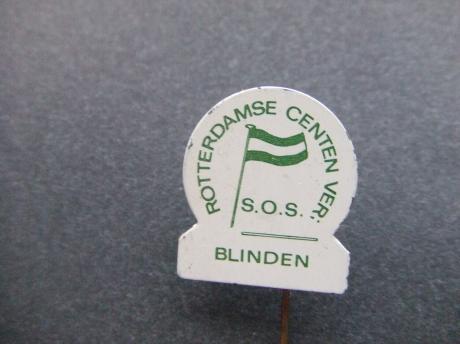 ROTTERDAMSE CENTEN VER:
S.O.S.
BLINDEN